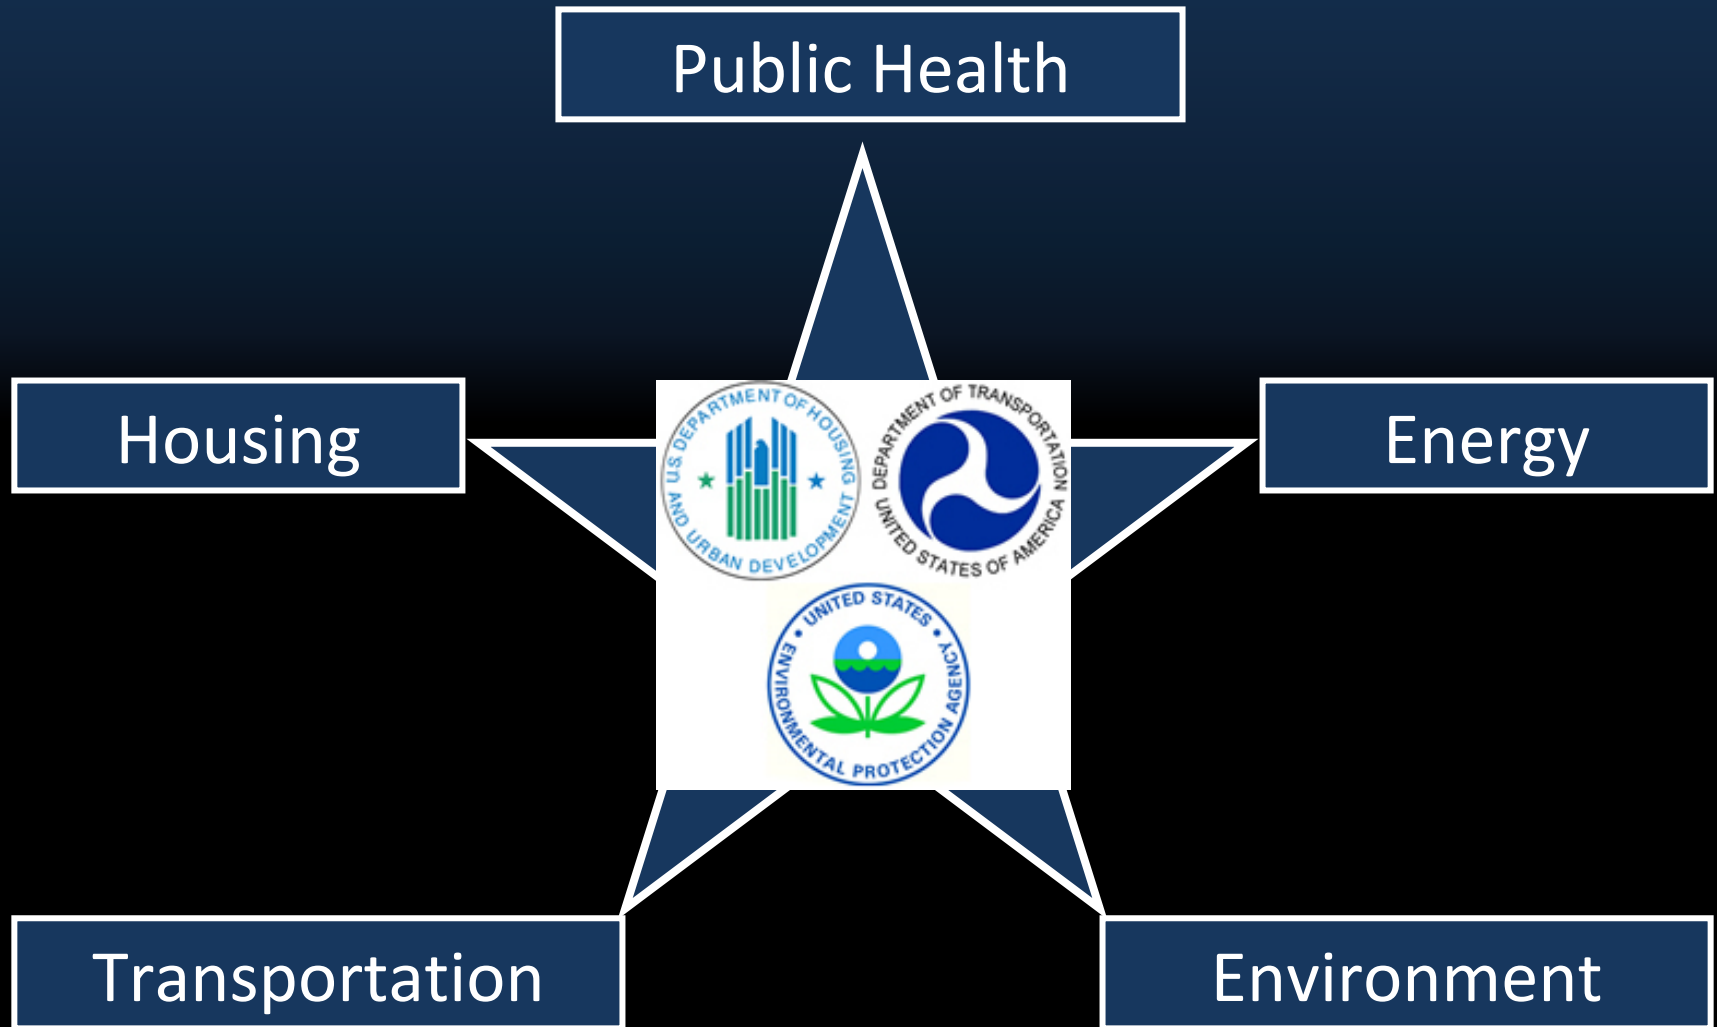 Public Health
Housing
U.S. DEPARTMENT OF HOUSING AND URBAN DEVELOPMENT
DEPARTMENT OF TRANSPORTATION
UNITED STATES OF AMERICA
Energy
UNITED STATES
ENVIRONMENTAL PROTECTION AGENCY
Transportation
Environment